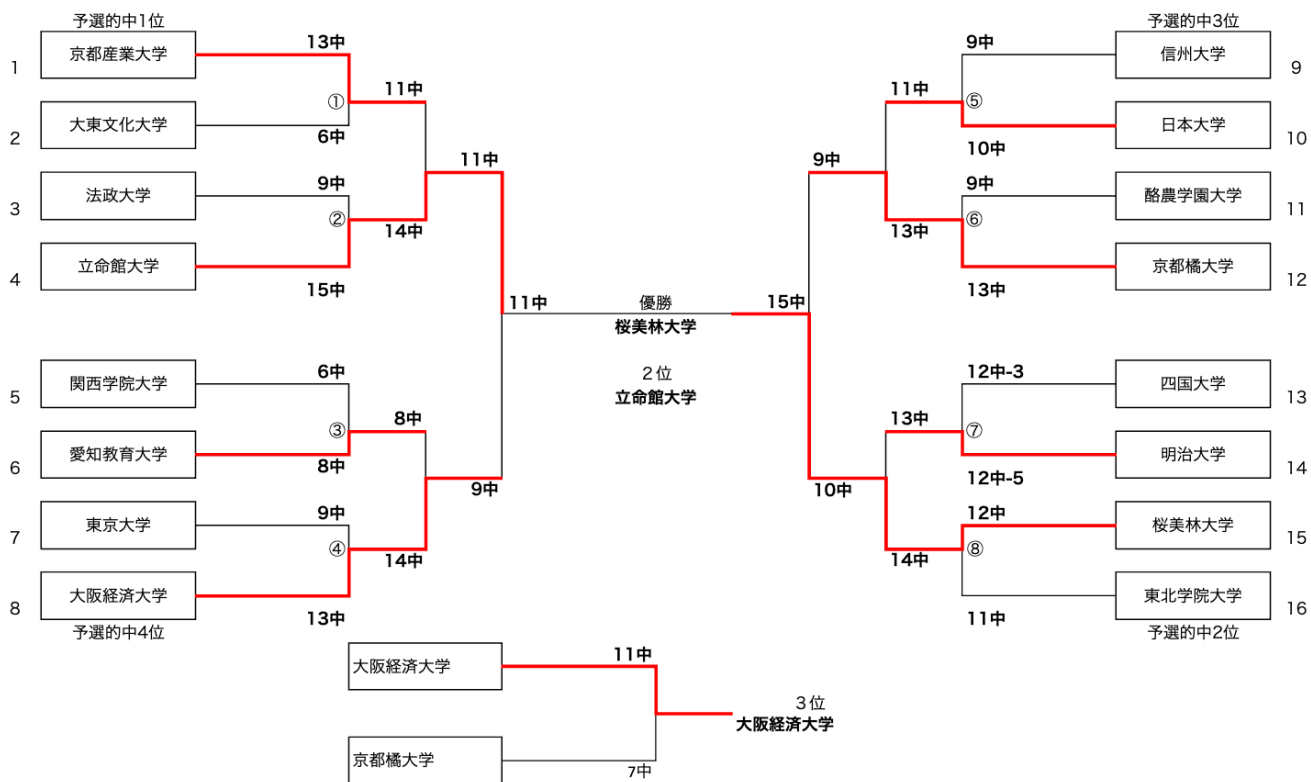 予選的中1位
1
京都産業大学
13中
①
11中
2
大東文化大学
6中
11中
3
法政大学
9中
②
14中
4
立命館大学
15中
11中
5
関西学院大学
6中
③
8中
6
愛知教育大学
8中
9中
7
東京大学
9中
④
14中
8
大阪経済大学
13中
予選的中4位
優勝
桜美林大学
2位
立命館大学
予選的中3位
9中
信州大学
9
11中
⑤
10中
日本大学
10
9中
9中
酪農学園大学
11
⑥
13中
13中
京都橘大学
12
15中
12中-3
四国大学
13
13中
⑦
12中-5
明治大学
14
10中
12中
桜美林大学
15
⑧
14中
11中
東北学院大学
16
予選的中2位
大阪経済大学
11中
3位
大阪経済大学
京都橘大学
7中